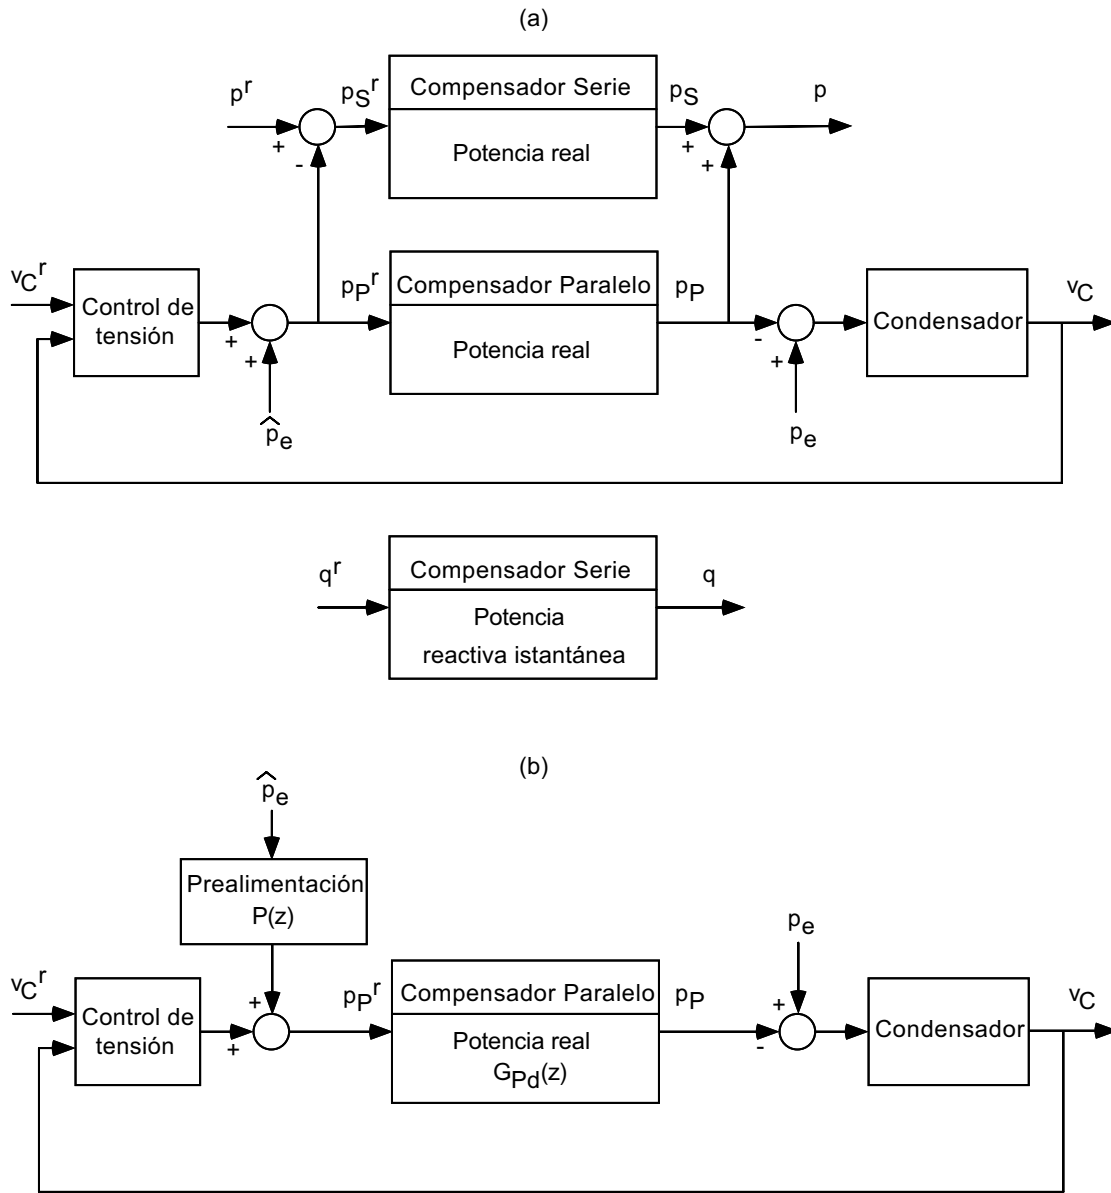 (a)
p^r
+
-
p_S^r
Compensador Serie
Potencia real
p_S
+
+
p
v_C^r
Control de
tensión
+
+
p̂_e
p_P^r
Compensador Paralelo
Potencia real
p_P
-
+
p_e
Condensador
v_C
q^r
Compensador Serie
Potencia
reactiva istantánea
q
(b)
p̂_e
Prealimentación
P(z)
v_C^r
Control de
tensión
+
+
p_P^r
Compensador Paralelo
Potencia real
G_Pd(z)
p_P
p_e
+
-
Condensador
v_C